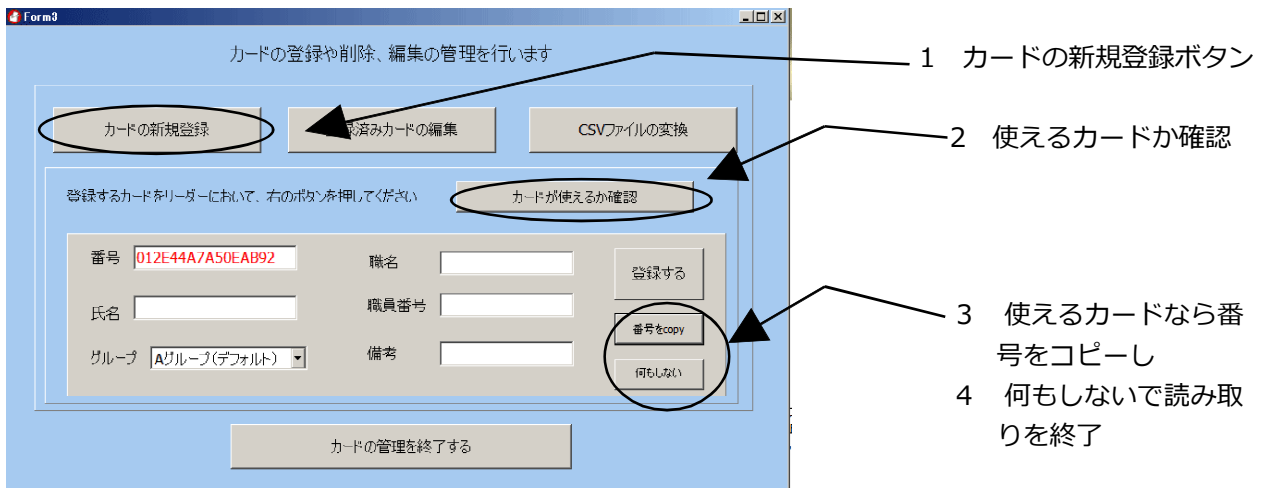 Form3
カードの登録や削除、編集の管理を行います
1 カードの新規登録ボタン
カードの新規登録
済みカードの編集
CSVファイルの変換
2 使えるカードか確認
登録するカードをリーダーにおいて、右のボタンを押してください
カードが使えるか確認
番号 012E44A7A50EAB92
職名
登録する
氏名
職員番号
番号をcopy
グループ Aグループ(デフォルト)
備考
何もしない
3 使えるカードなら番
号をコピーし
4 何もしないで読み取
りを終了
カードの管理を終了する